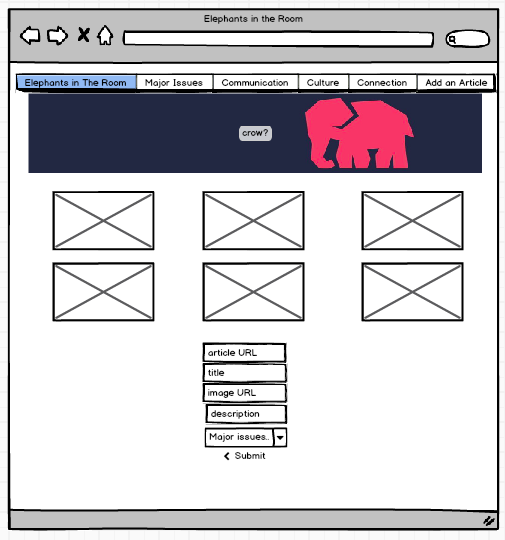 Elephants in the Room
Elephants in The Room Major Issues Communication Culture Connection Add an Article
crow?
article URL
title
image URL
description
Major issues..
Submit